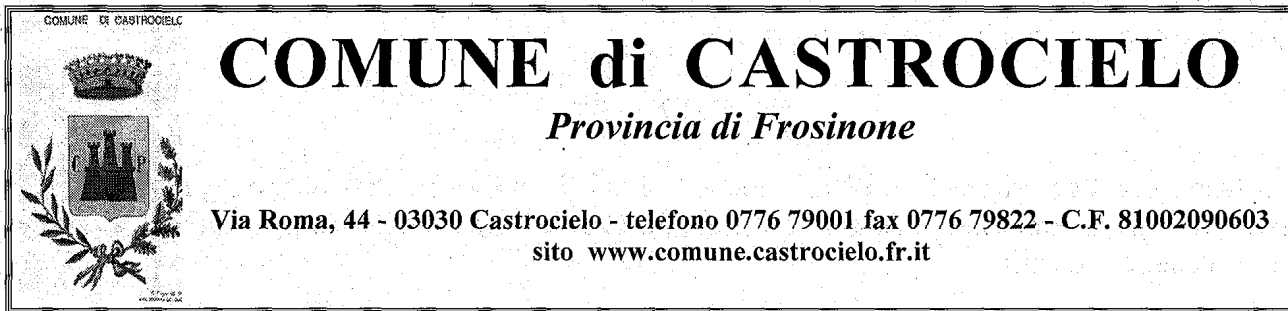 COMUNE DI CASTROCIELO
COMUNE di CASTROCIELO
Provincia di Frosinone
C P
Via Roma, 44 - 03030 Castrocielo - telefono 0776 79001 fax 0776 79822 - C.F. 81002090603
sito www.comune.castrocielo.fr.it